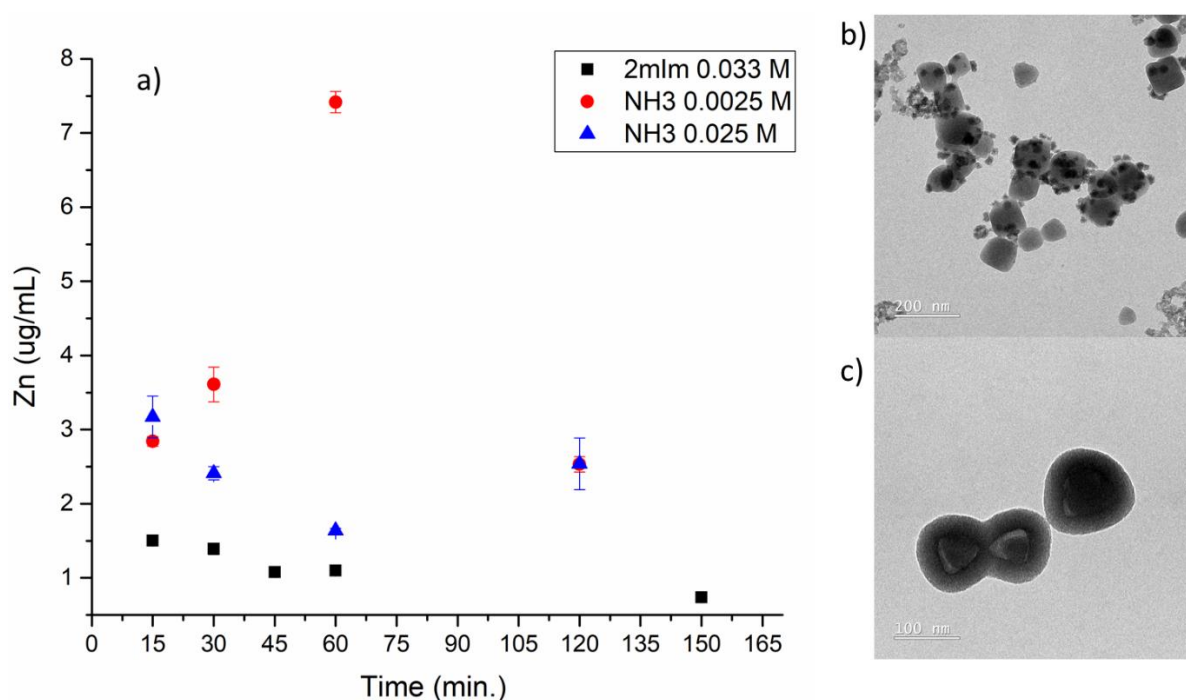 a)
8
7
6
5
4
3
2
1
Zn (ug/mL)
2mIm 0.033 M
NH3 0.0025 M
NH3 0.025 M
0 15 30 45 60 75 90 105 120 135 150 165
Time (min.)
b)
200 nm
c)
100 nm